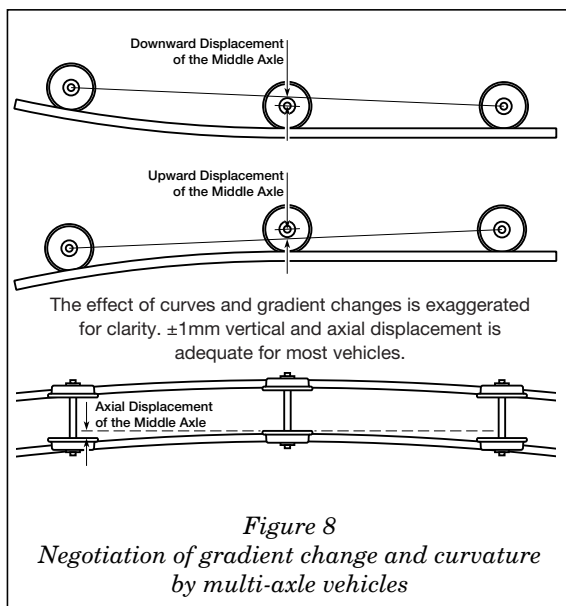 Downward Displacement
of the Middle Axle
Upward Displacement
of the Middle Axle
The effect of curves and gradient changes is exaggerated
for clarity. ±1mm vertical and axial displacement is
adequate for most vehicles.
Axial Displacement
of the Middle Axle
Figure 8
Negotiation of gradient change and curvature
by multi-axle vehicles